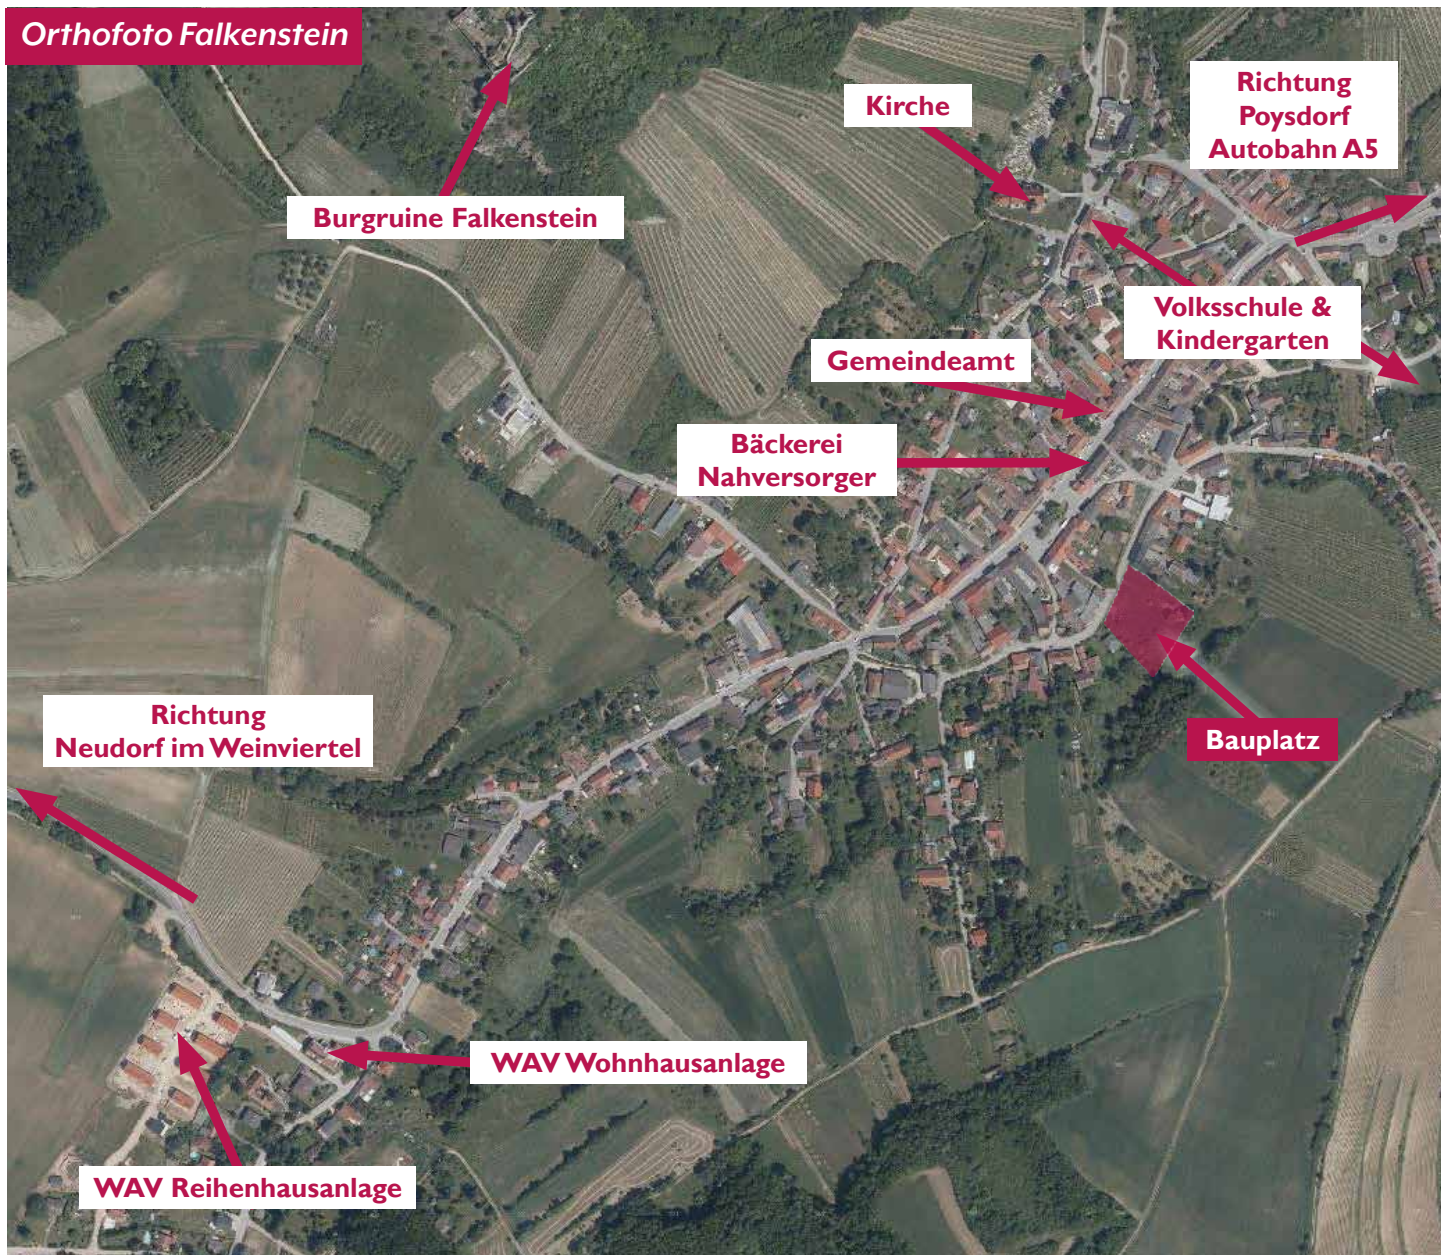 Orthofoto Falkenstein
Kirche
Richtung
Poysdorf
Autobahn A5
Burgruine Falkenstein
Volksschule &
Kindergarten
Gemeindeamt
Bäckerei
Nahversorger
Richtung
Neudorf im Weinviertel
Bauplatz
WAV Wohnhausanlage
WAV Reihenhausanlage